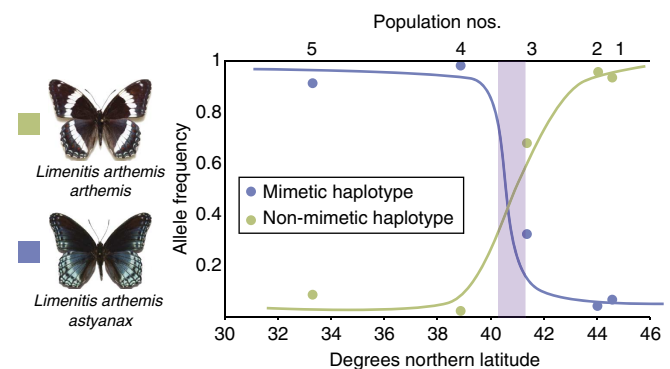 Population nos.
5 4 3 2 1
1
0.8
0.6
0.4
0.2
Allele frequency
Mimetic haplotype
Non-mimetic haplotype
30 32 34 36 38 40 42 44 46
Degrees northern latitude
Limenitis arthemis
arthemis
Limenitis arthemis
astyanax